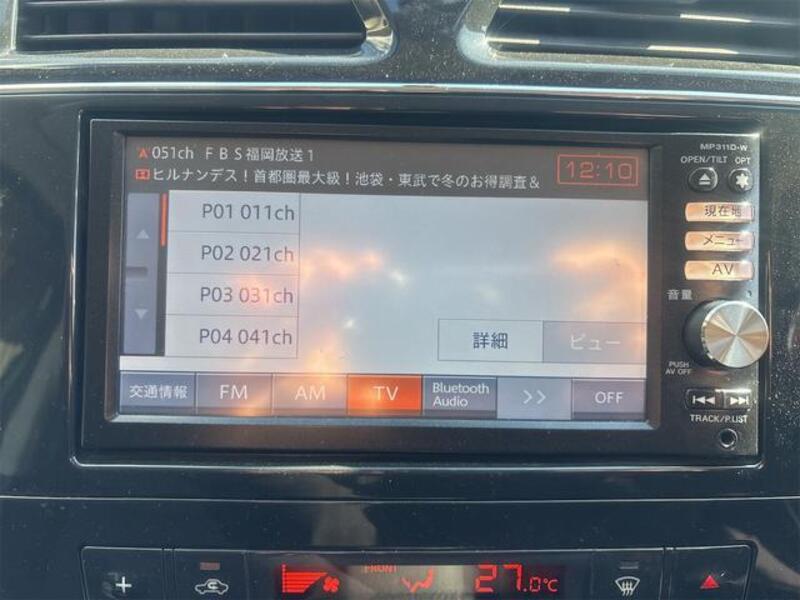 051ch ＦＢＳ福岡放送１
ヒルナンデス！首都圏最大級！池袋・東武で冬のお得調査＆
12:10
P01 011ch
P02 021ch
P03 031ch
P04 041ch
詳細
ビュー
交通情報
FM
AM
TV
Bluetooth
Audio
>>
OFF
MP311D-W
OPEN/TILT OPT
現在地
メニュー
AV
音量
PUSH
AV OFF
TRACK/P.LIST
FRONT
27.0℃